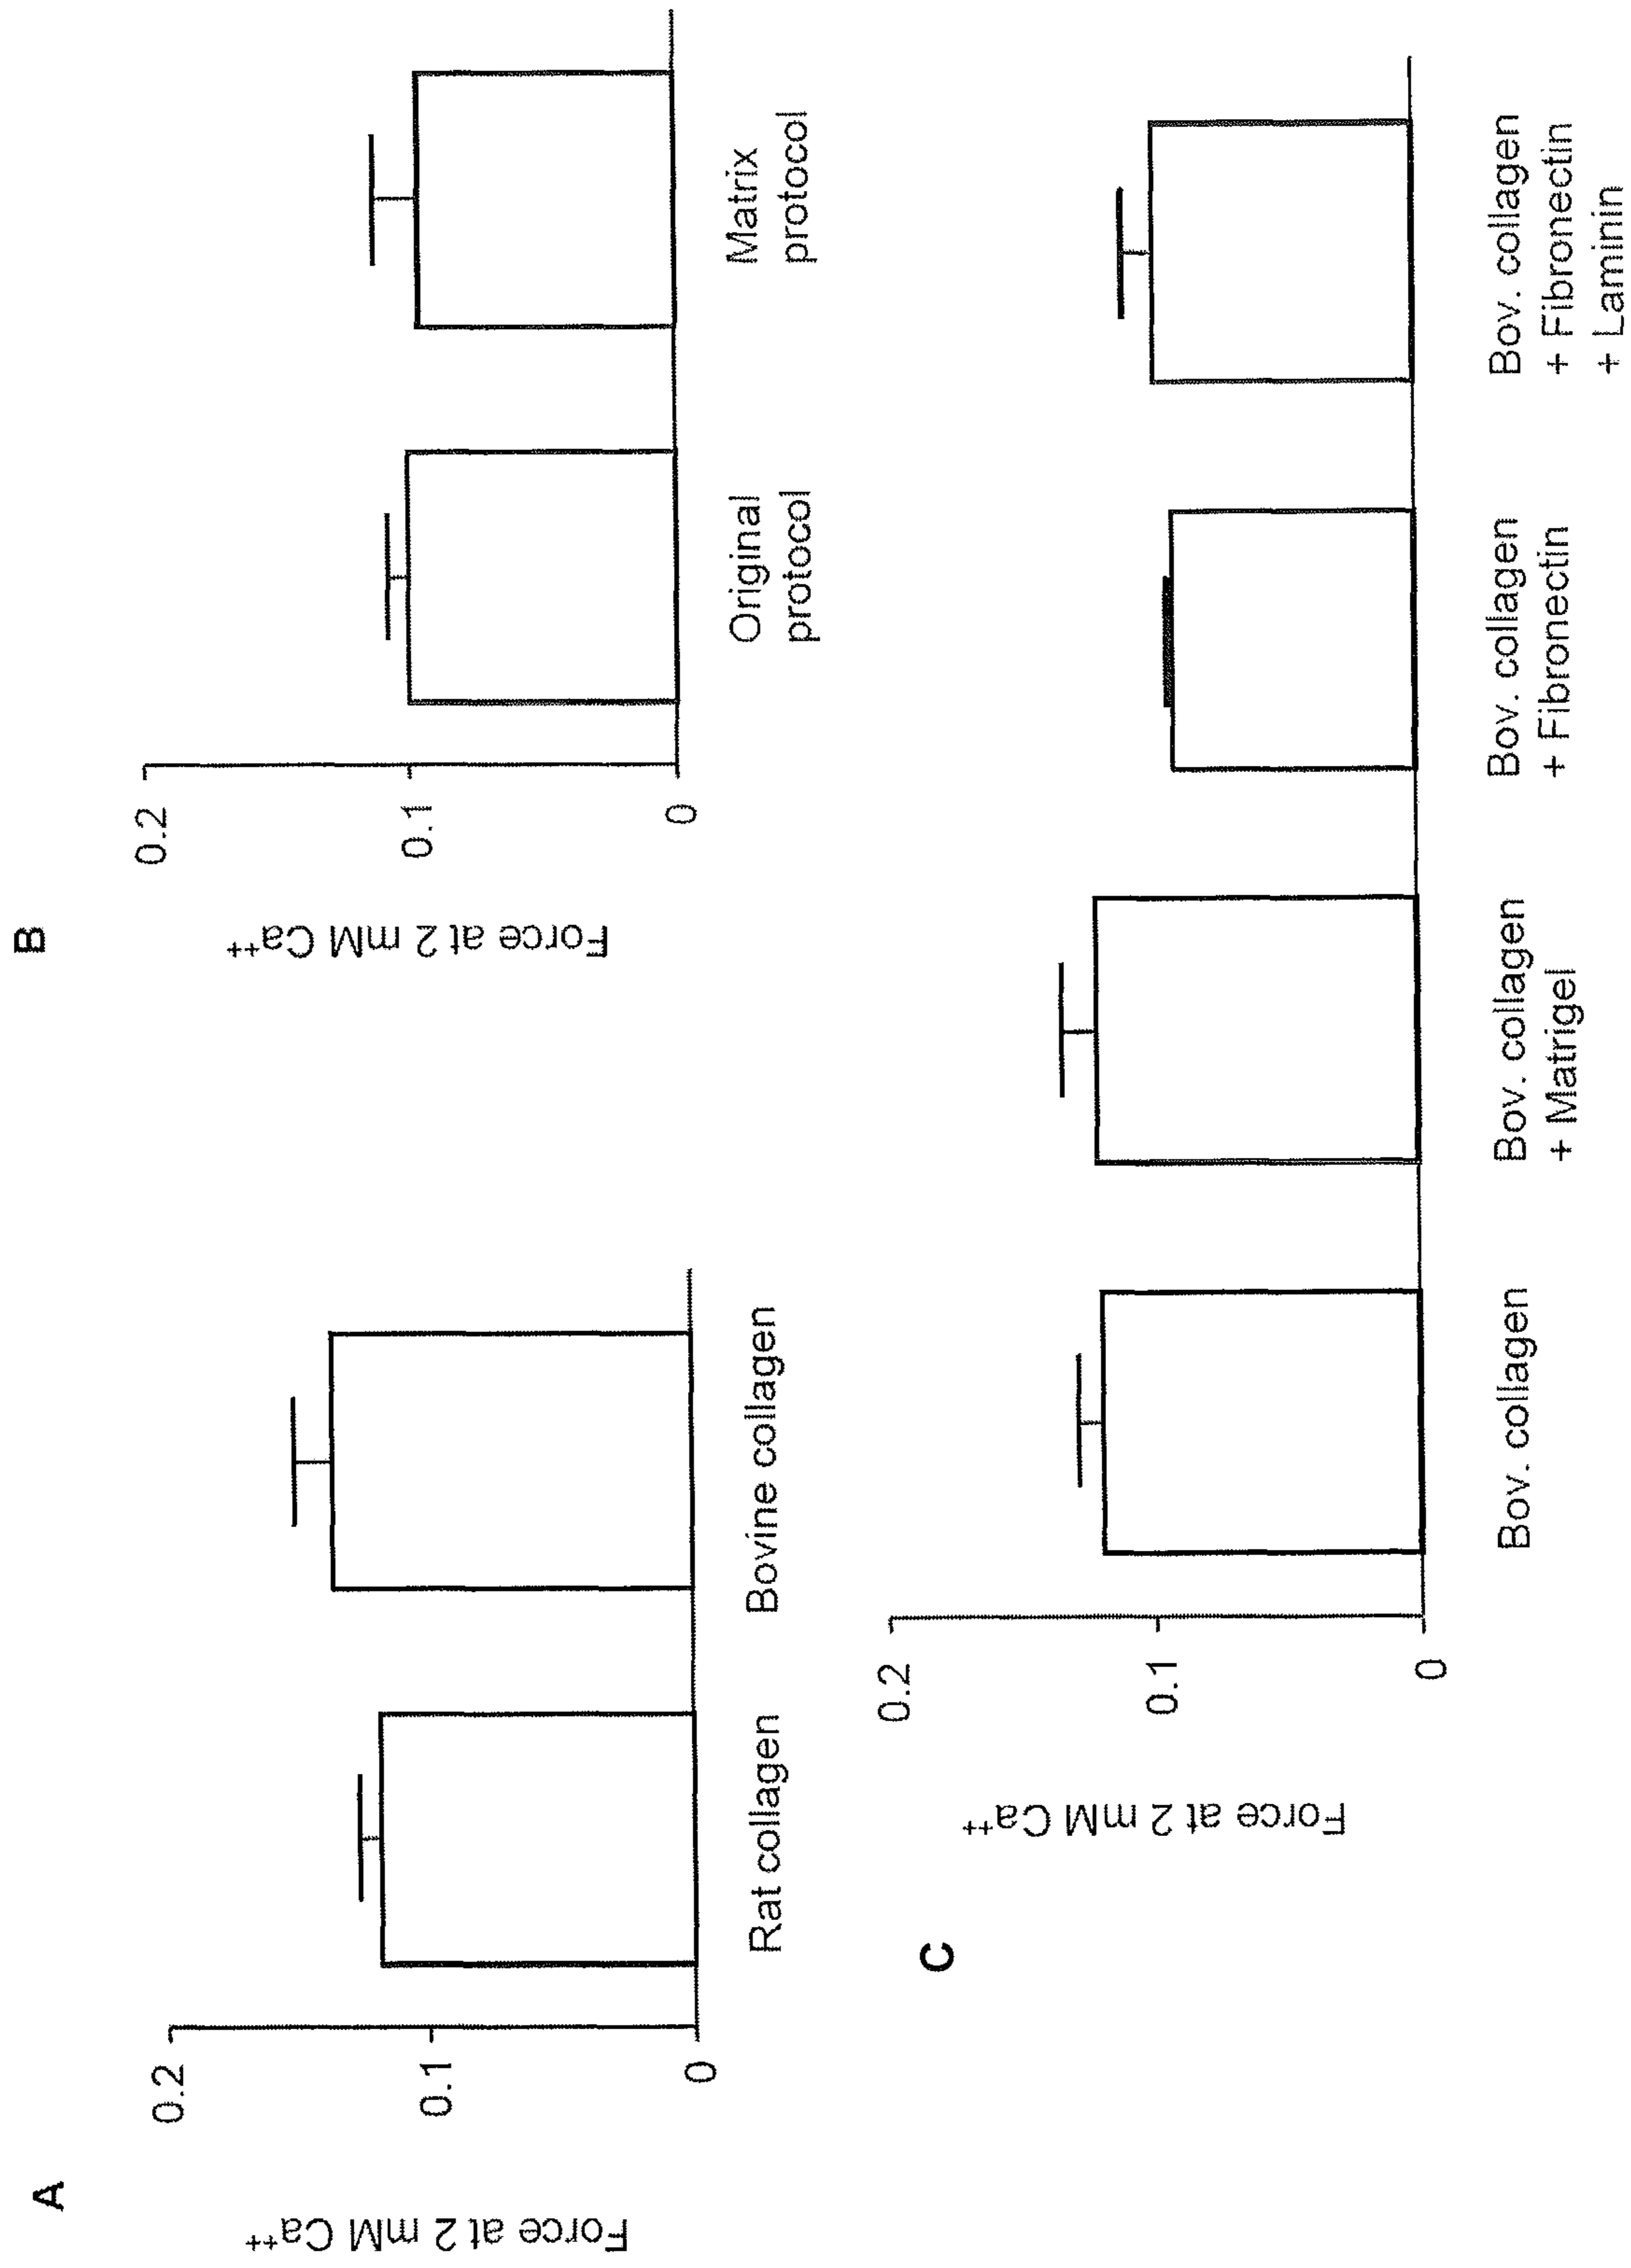 A
Force at 2 mM Ca++
0.2
0.1
0
Rat collagen
Bovine collagen
B
Force at 2 mM Ca++
0.2
0.1
0
Original
protocol
Matrix
protocol
C
Force at 2 mM Ca++
0.2
0.1
0
Bov. collagen
Bov. collagen
+ Matrigel
Bov. collagen
+ Fibronectin
Bov. collagen
+ Fibronectin
+ Laminin